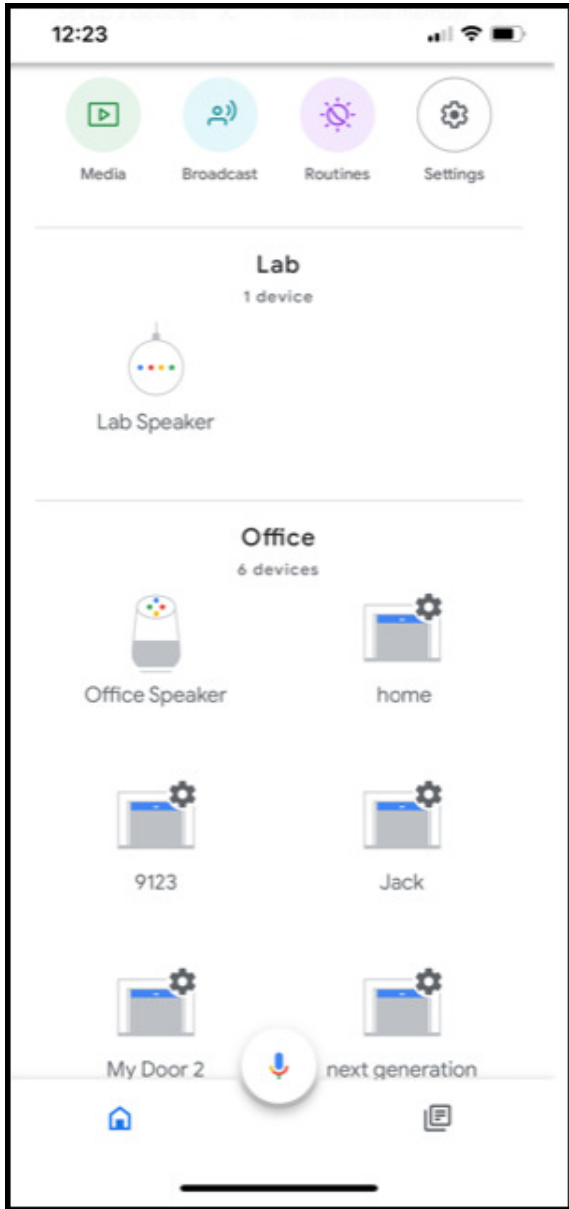 12:23
Media Broadcast Routines Settings
Lab
1 device
Lab Speaker
Office
6 devices
Office Speaker home
9123 Jack
My Door 2 next generation